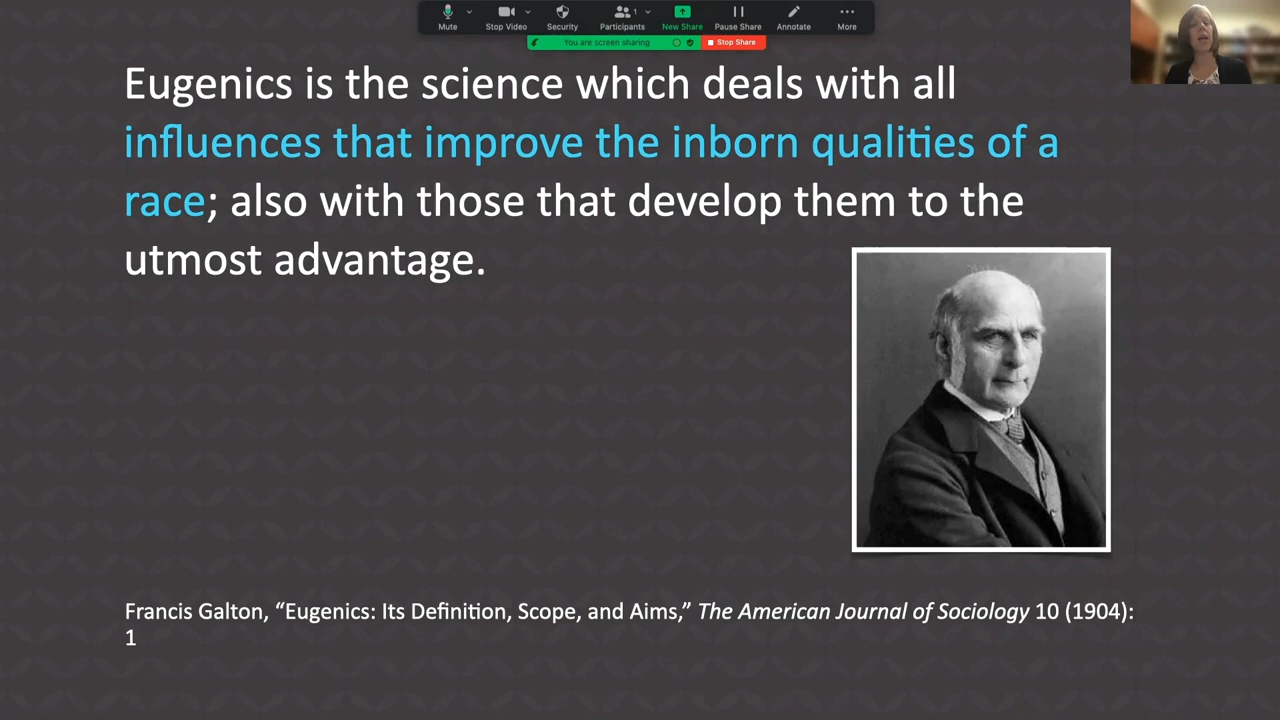 Mute
Stop Video
Security
Participants
1
New Share
Pause Share
Annotate
More
You are screen sharing
Stop Share
Eugenics is the science which deals with all
influences that improve the inborn qualities of a
race; also with those that develop them to the
utmost advantage.
Francis Galton, “Eugenics: Its Definition, Scope, and Aims,” The American Journal of Sociology 10 (1904):
1